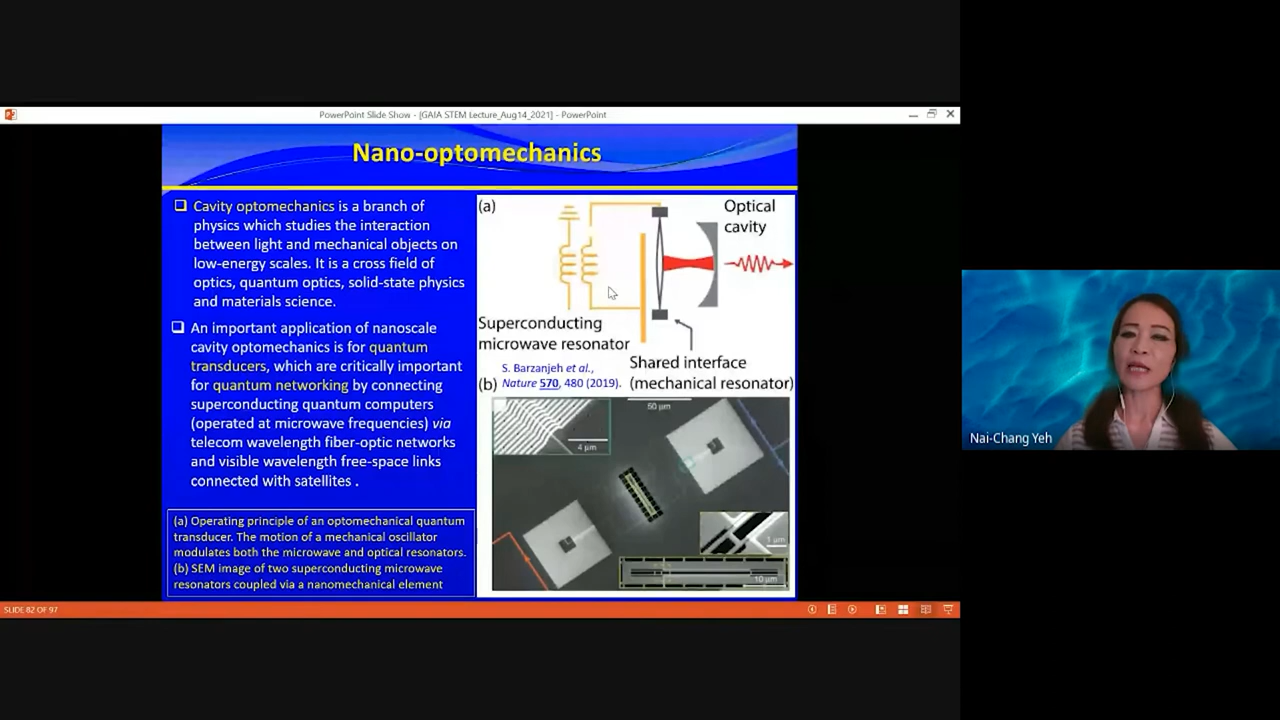 PowerPoint Slide Show - [GAIA STEM Lecture_Aug14_2021] - PowerPoint
Nano-optomechanics
Cavity optomechanics is a branch of
physics which studies the interaction
between light and mechanical objects on
low-energy scales. It is a cross field of
optics, quantum optics, solid-state physics
and materials science.
An important application of nanoscale
cavity optomechanics is for quantum
transducers, which are critically important
for quantum networking by connecting
superconducting quantum computers
(operated at microwave frequencies) via
telecom wavelength fiber-optic networks
and visible wavelength free-space links
connected with satellites .
(a) Operating principle of an optomechanical quantum
transducer. The motion of a mechanical oscillator
modulates both the microwave and optical resonators.
(b) SEM image of two superconducting microwave
resonators coupled via a nanomechanical element
(a)
Optical
cavity
Superconducting
microwave resonator
Shared interface
(mechanical resonator)
S. Barzanjeh et al.,
Nature 570, 480 (2019).
(b)
50 µm
4 µm
1 µm
10 µm
SLIDE 82 OF 97
Nai-Chang Yeh